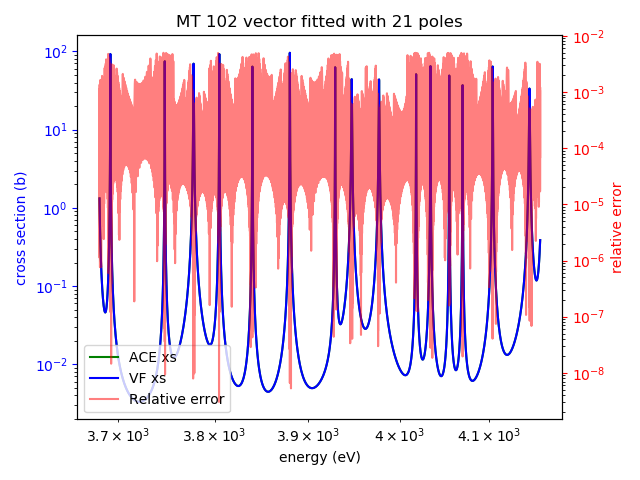 MT 102 vector fitted with 21 poles
cross section (b)
10²
10¹
10⁰
10⁻¹
10⁻²
10⁻²
10⁻³
10⁻⁴
10⁻⁵
10⁻⁶
10⁻⁷
10⁻⁸
relative error
ACE xs
VF xs
Relative error
3.7 × 10³ 3.8 × 10³ 3.9 × 10³ 4 × 10³ 4.1 × 10³
energy (eV)